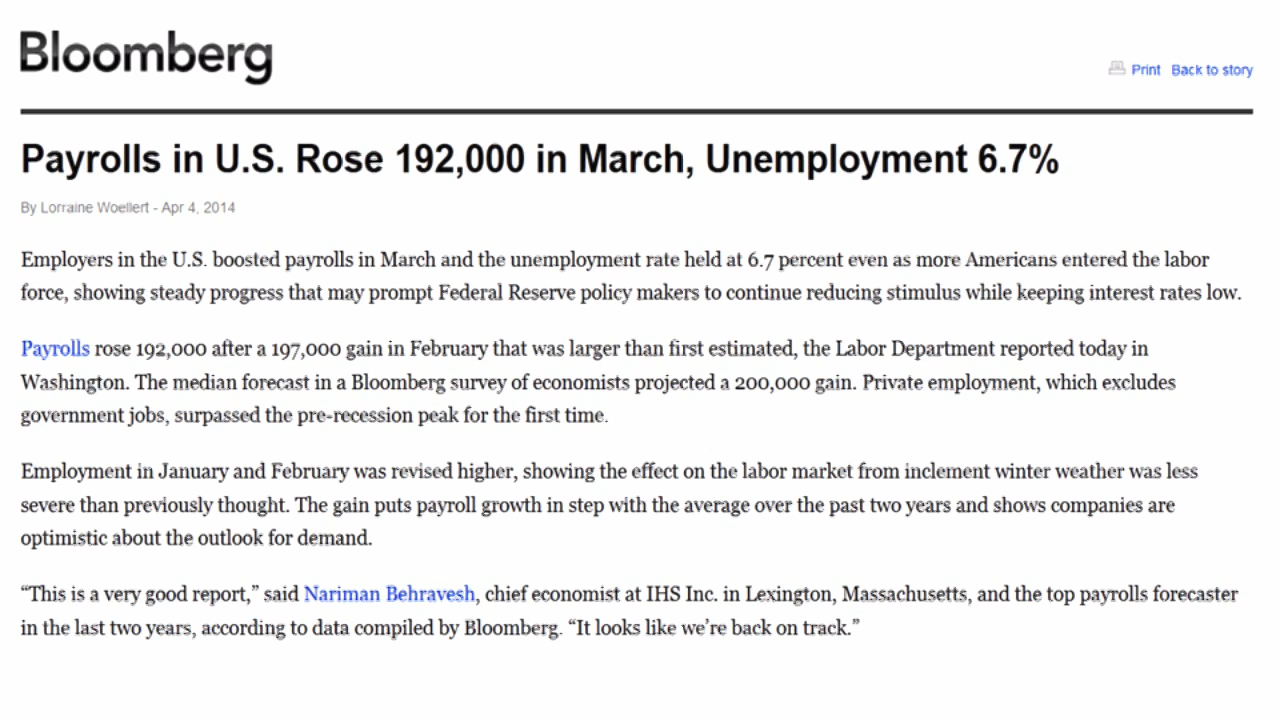 Bloomberg
Print Back to story
Payrolls in U.S. Rose 192,000 in March, Unemployment 6.7%
By Lorraine Woellert - Apr 4, 2014
Employers in the U.S. boosted payrolls in March and the unemployment rate held at 6.7 percent even as more Americans entered the labor
force, showing steady progress that may prompt Federal Reserve policy makers to continue reducing stimulus while keeping interest rates low.
Payrolls rose 192,000 after a 197,000 gain in February that was larger than first estimated, the Labor Department reported today in
Washington. The median forecast in a Bloomberg survey of economists projected a 200,000 gain. Private employment, which excludes
government jobs, surpassed the pre-recession peak for the first time.
Employment in January and February was revised higher, showing the effect on the labor market from inclement winter weather was less
severe than previously thought. The gain puts payroll growth in step with the average over the past two years and shows companies are
optimistic about the outlook for demand.
“This is a very good report,” said Nariman Behravesh, chief economist at IHS Inc. in Lexington, Massachusetts, and the top payrolls forecaster
in the last two years, according to data compiled by Bloomberg. “It looks like we’re back on track.”